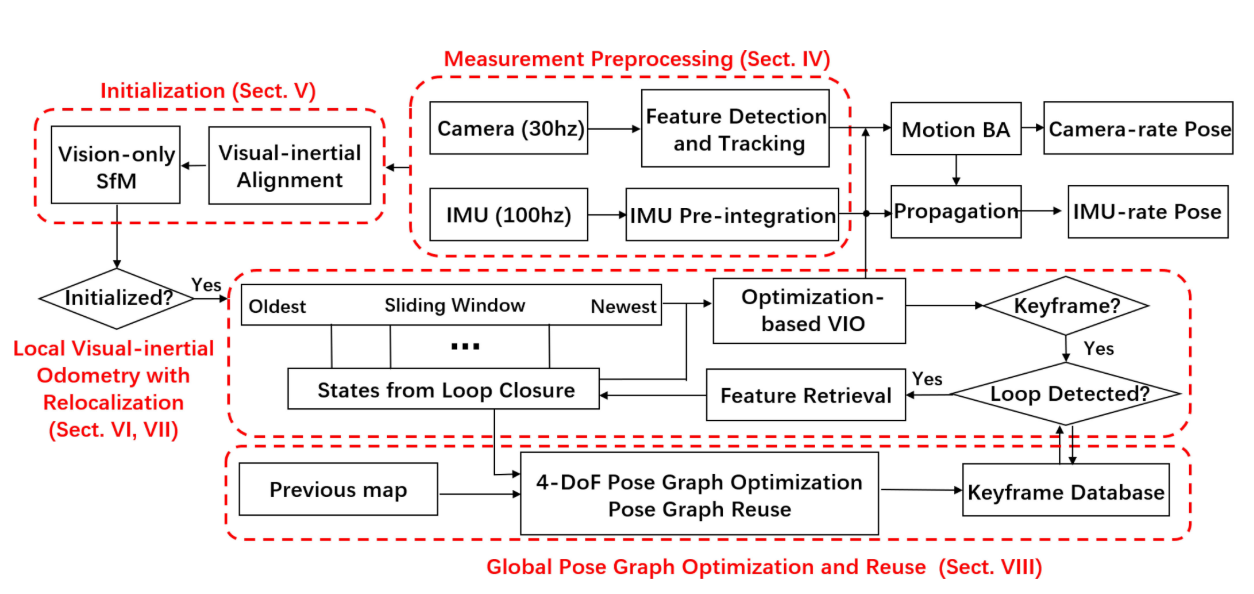 Measurement Preprocessing (Sect. IV)
Initialization (Sect. V)
Camera (30hz)
Feature Detection
and Tracking
Motion BA
Camera-rate Pose
Vision-only
SfM
Visual-inertial
Alignment
IMU (100hz)
IMU Pre-integration
Propagation
IMU-rate Pose
Initialized?
Yes
Oldest
Sliding Window
Newest
Optimization-
based VIO
Keyframe?
Yes
...
Local Visual-inertial
Odometry with
Relocalization
(Sect. VI, VII)
States from Loop Closure
Feature Retrieval
Yes
Loop Detected?
Previous map
4-DoF Pose Graph Optimization
Pose Graph Reuse
Keyframe Database
Global Pose Graph Optimization and Reuse (Sect. VIII)